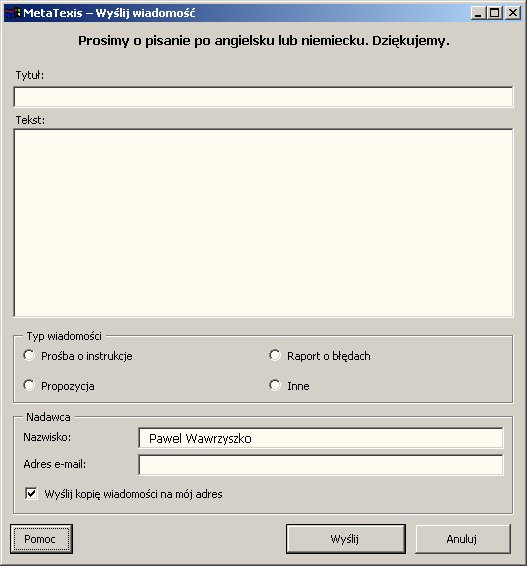 MetaTexis – Wyślij wiadomość
Prosimy o pisanie po angielsku lub niemiecku. Dziękujemy.
Tytuł:
Tekst:
Typ wiadomości
Prośba o instrukcje
Raport o błędach
Propozycja
Inne
Nadawca
Nazwisko:
Pawel Wawrzyszko
Adres e-mail:
Wyślij kopię wiadomości na mój adres
Pomoc
Wyślij
Anuluj